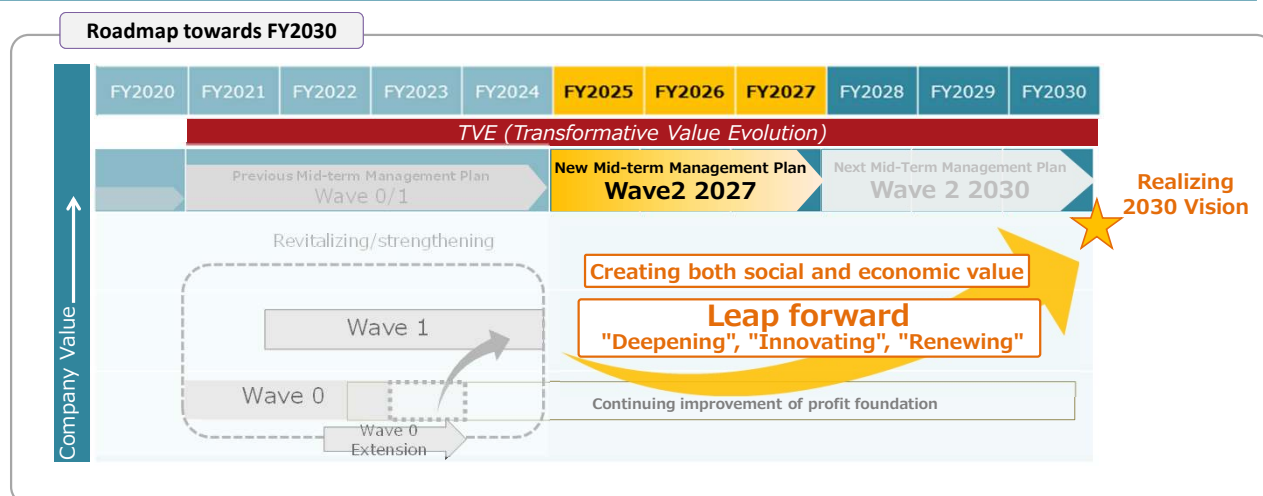 Roadmap towards FY2030
FY2020 FY2021 FY2022 FY2023 FY2024 FY2025 FY2026 FY2027 FY2028 FY2029 FY2030
TVE (Transformative Value Evolution)
Previous Mid-term Management Plan
Wave 0/1
New Mid-term Management Plan
Wave2 2027
Next Mid-Term Management Plan
Wave 2 2030
Realizing
2030 Vision
Revitalizing/strengthening
Creating both social and economic value
Leap forward
"Deepening", "Innovating", "Renewing"
Wave 1
Wave 0
Continuing improvement of profit foundation
Wave 0
Extension
Company Value